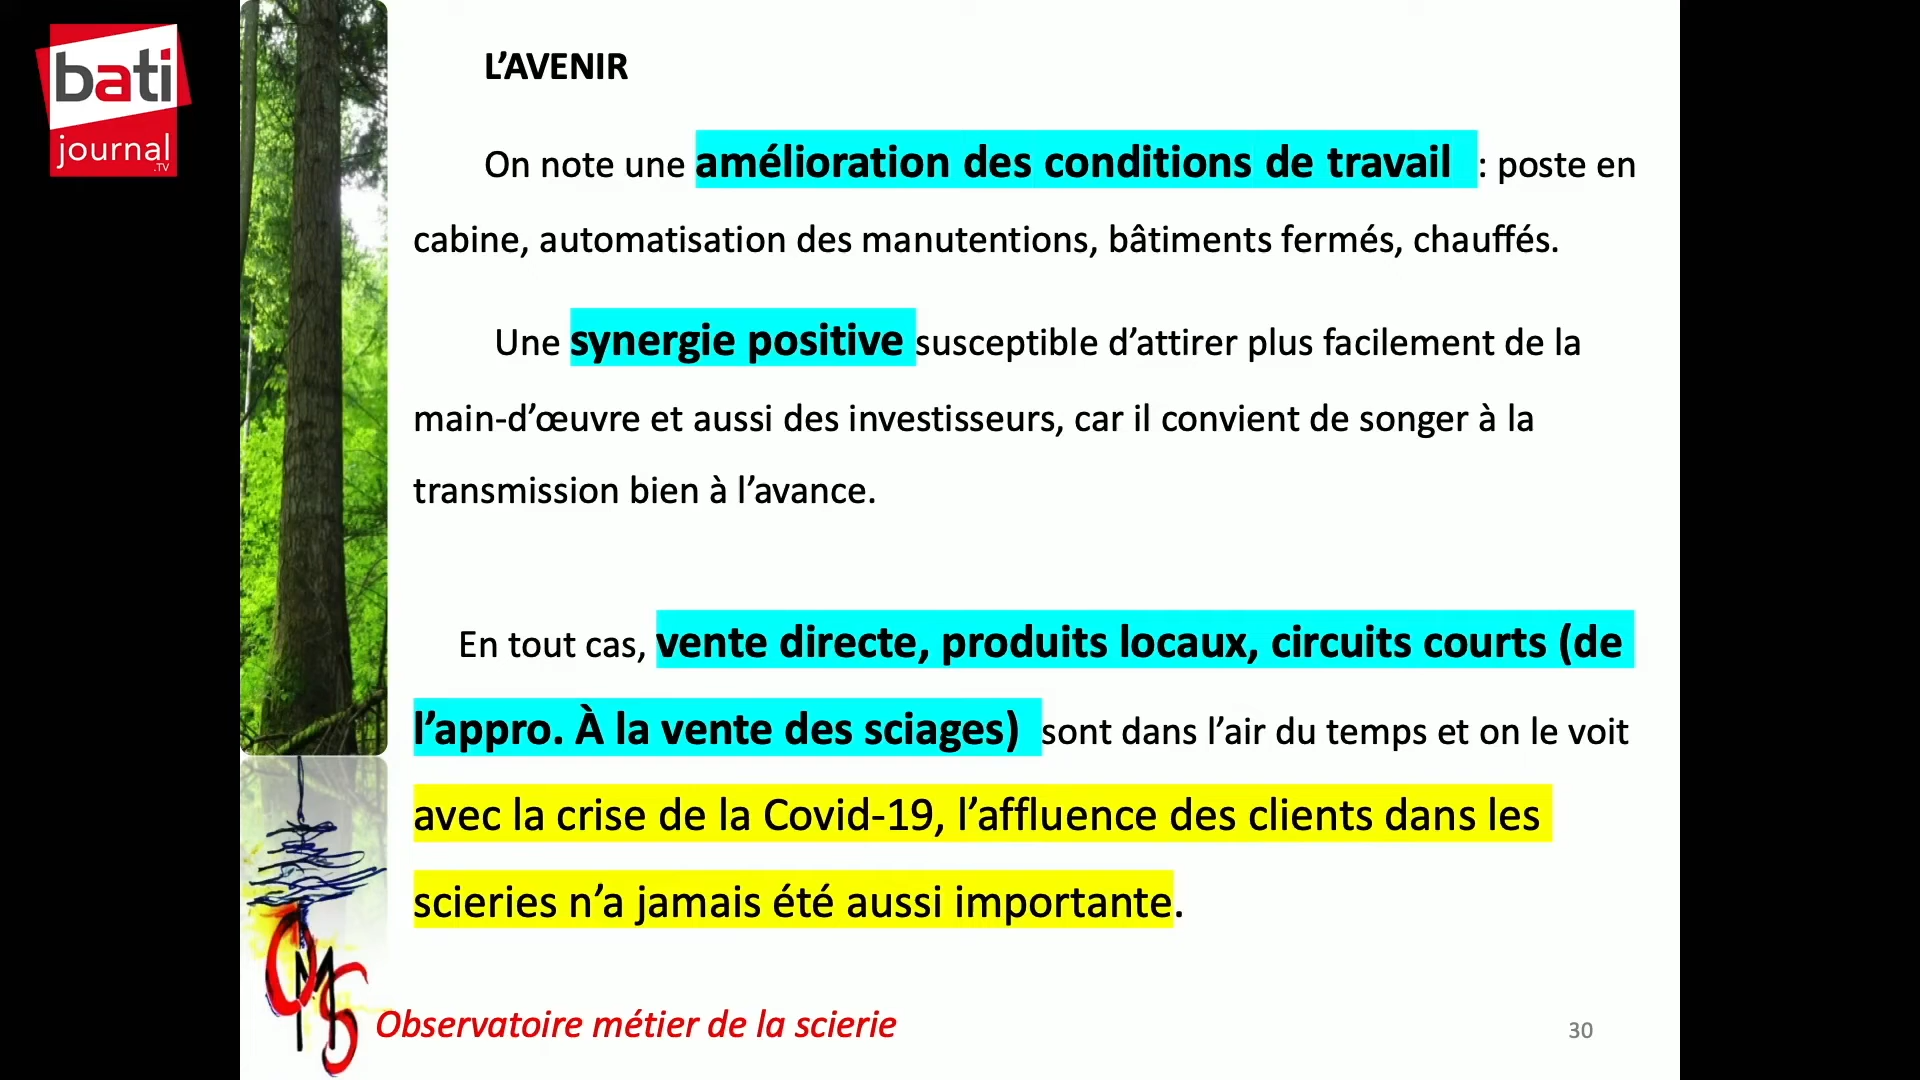 bati
journal
.TV
L’AVENIR
On note une amélioration des conditions de travail : poste en
cabine, automatisation des manutentions, bâtiments fermés, chauffés.
Une synergie positive susceptible d’attirer plus facilement de la
main-d’œuvre et aussi des investisseurs, car il convient de songer à la
transmission bien à l’avance.
En tout cas, vente directe, produits locaux, circuits courts (de
l’appro. À la vente des sciages) sont dans l’air du temps et on le voit
avec la crise de la Covid-19, l’affluence des clients dans les
scieries n’a jamais été aussi importante.
OMS
Observatoire métier de la scierie
30